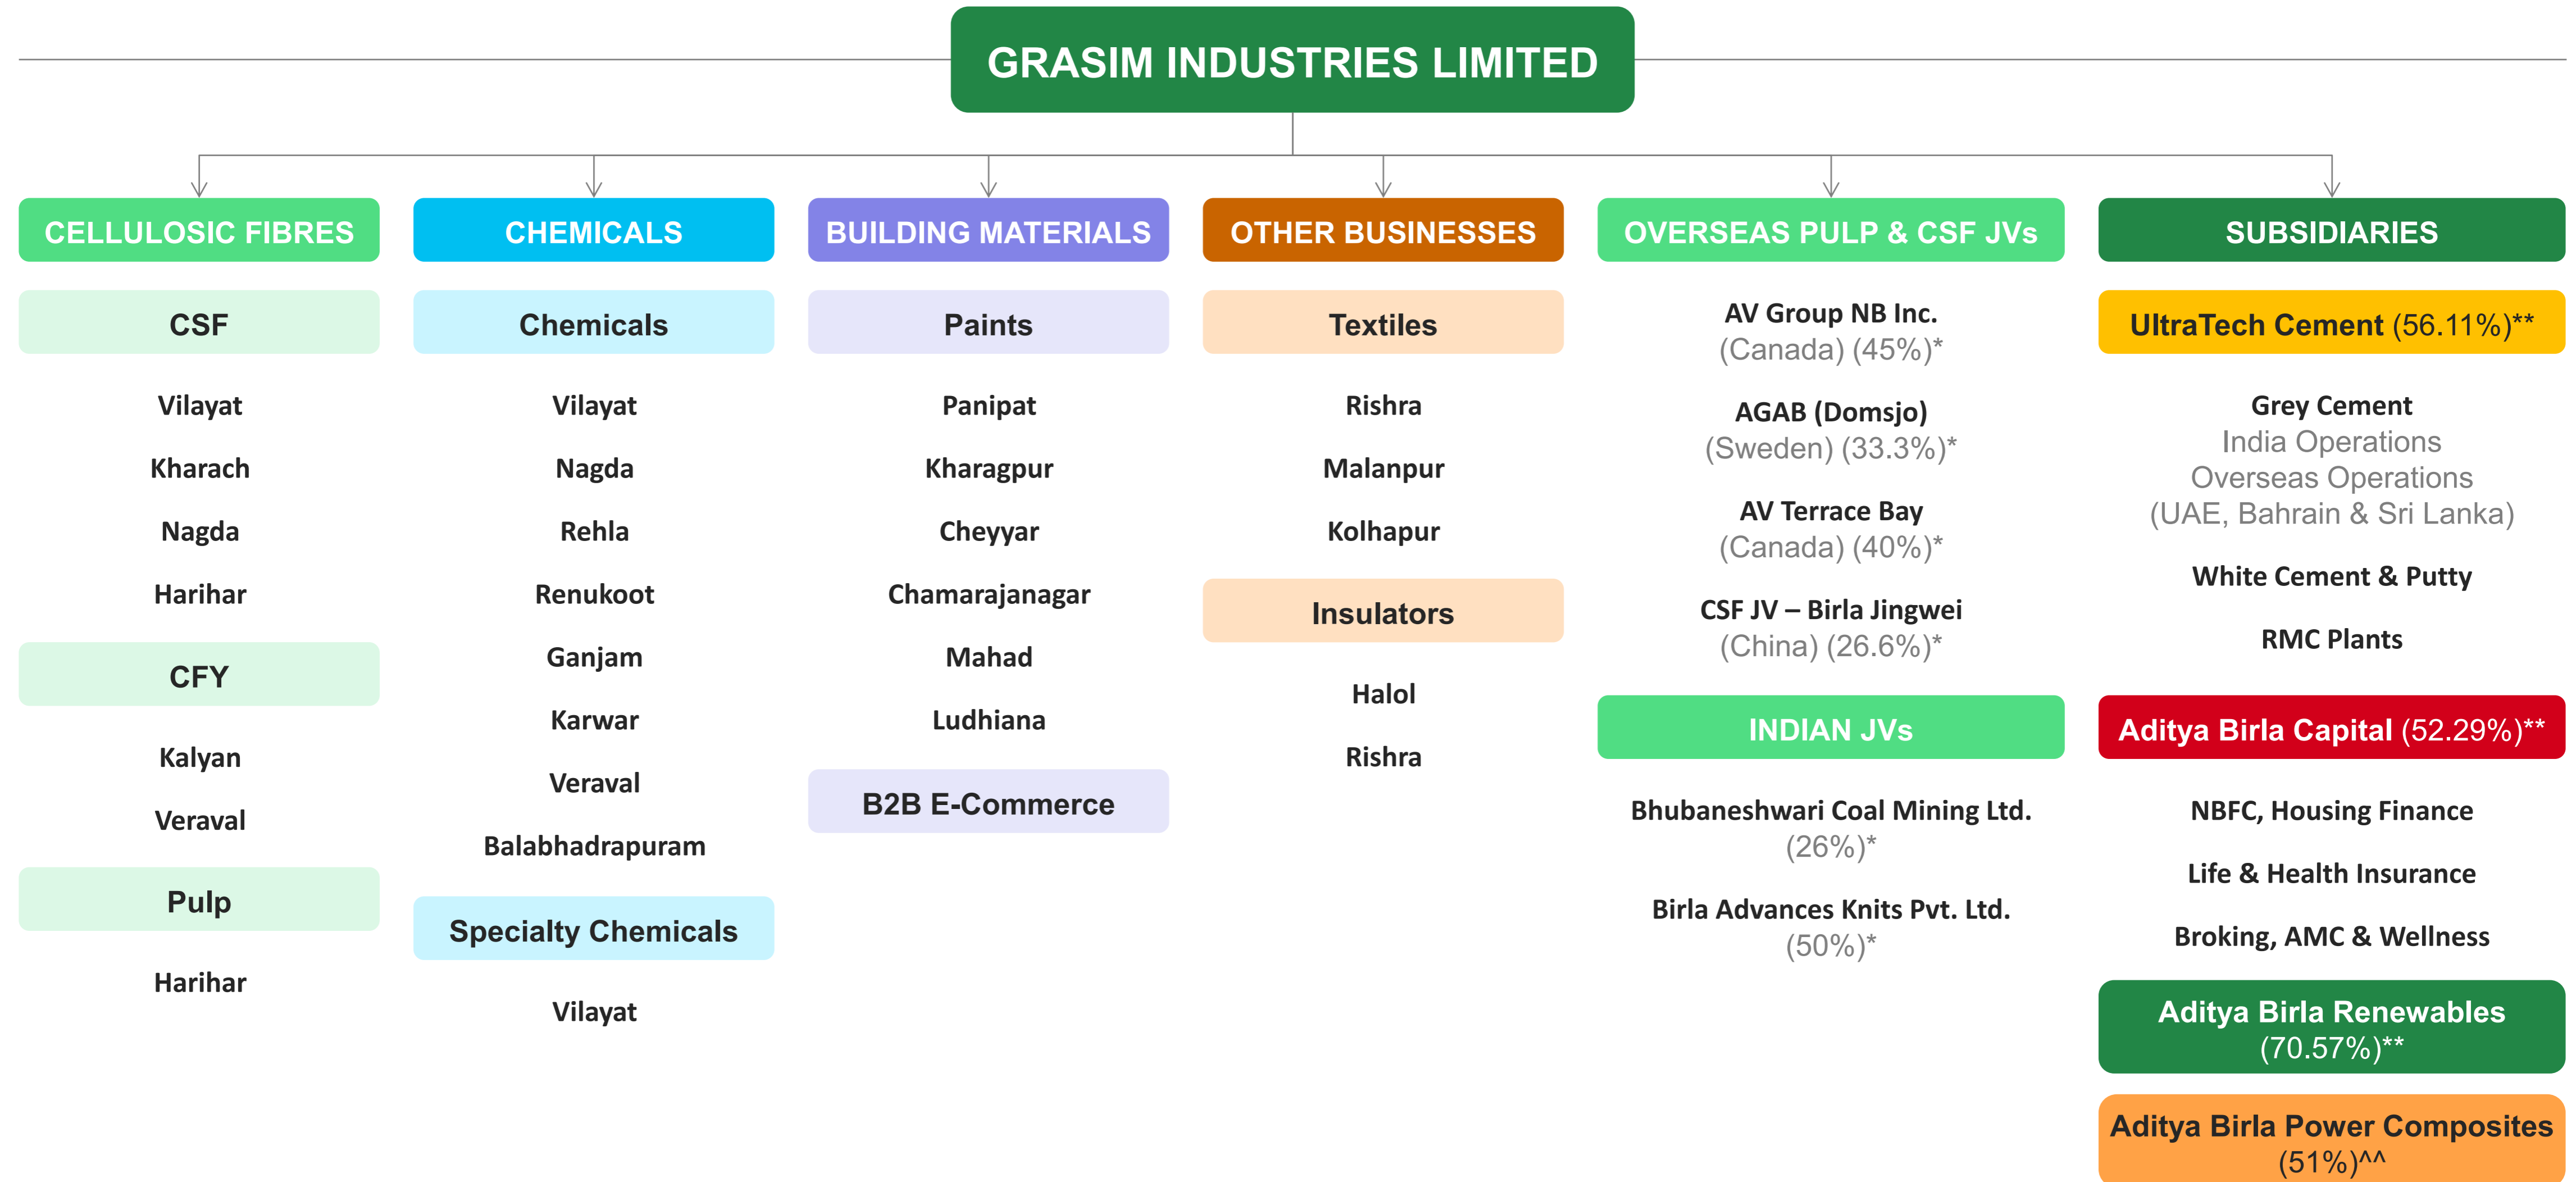 GRASIM INDUSTRIES LIMITED
CELLULOSIC FIBRES
CSF
Vilayat
Kharach
Nagda
Harihar
CFY
Kalyan
Veraval
Pulp
Harihar
CHEMICALS
Chemicals
Vilayat
Nagda
Rehla
Renukoot
Ganjam
Karwar
Veraval
Balabhadrapuram
Specialty Chemicals
Vilayat
BUILDING MATERIALS
Paints
Panipat
Kharagpur
Cheyyar
Chamarajanagar
Mahad
Ludhiana
B2B E-Commerce
OTHER BUSINESSES
Textiles
Rishra
Malanpur
Kolhapur
Insulators
Halol
Rishra
OVERSEAS PULP & CSF JVs
AV Group NB Inc.
(Canada) (45%)*
AGAB (Domsjo)
(Sweden) (33.3%)*
AV Terrace Bay
(Canada) (40%)*
CSF JV – Birla Jingwei
(China) (26.6%)*
INDIAN JVs
Bhubaneshwari Coal Mining Ltd.
(26%)*
Birla Advances Knits Pvt. Ltd.
(50%)*
SUBSIDIARIES
UltraTech Cement (56.11%)**
Grey Cement
India Operations
Overseas Operations
(UAE, Bahrain & Sri Lanka)
White Cement & Putty
RMC Plants
Aditya Birla Capital (52.29%)**
NBFC, Housing Finance
Life & Health Insurance
Broking, AMC & Wellness
Aditya Birla Renewables
(70.57%)**
Aditya Birla Power Composites
(51%)^^